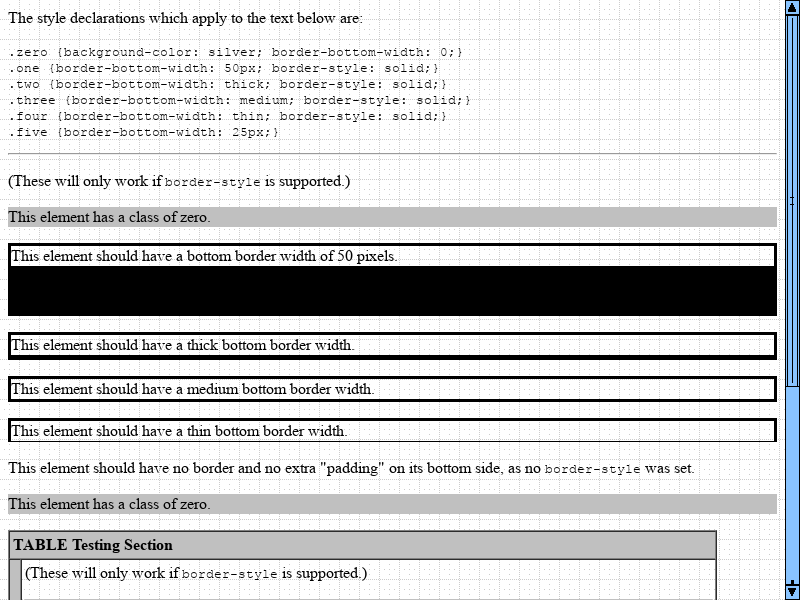 The style declarations which apply to the text below are:
.zero {background-color: silver; border-bottom-width: 0;}
.one {border-bottom-width: 50px; border-style: solid;}
.two {border-bottom-width: thick; border-style: solid;}
.three {border-bottom-width: medium; border-style: solid;}
.four {border-bottom-width: thin; border-style: solid;}
.five {border-bottom-width: 25px;}
(These will only work if border-style is supported.)
This element has a class of zero.
This element should have a bottom border width of 50 pixels.
This element should have a thick bottom border width.
This element should have a medium bottom border width.
This element should have a thin bottom border width.
This element should have no border and no extra "padding" on its bottom side, as no border-style was set.
This element has a class of zero.
TABLE Testing Section
(These will only work if border-style is supported.)